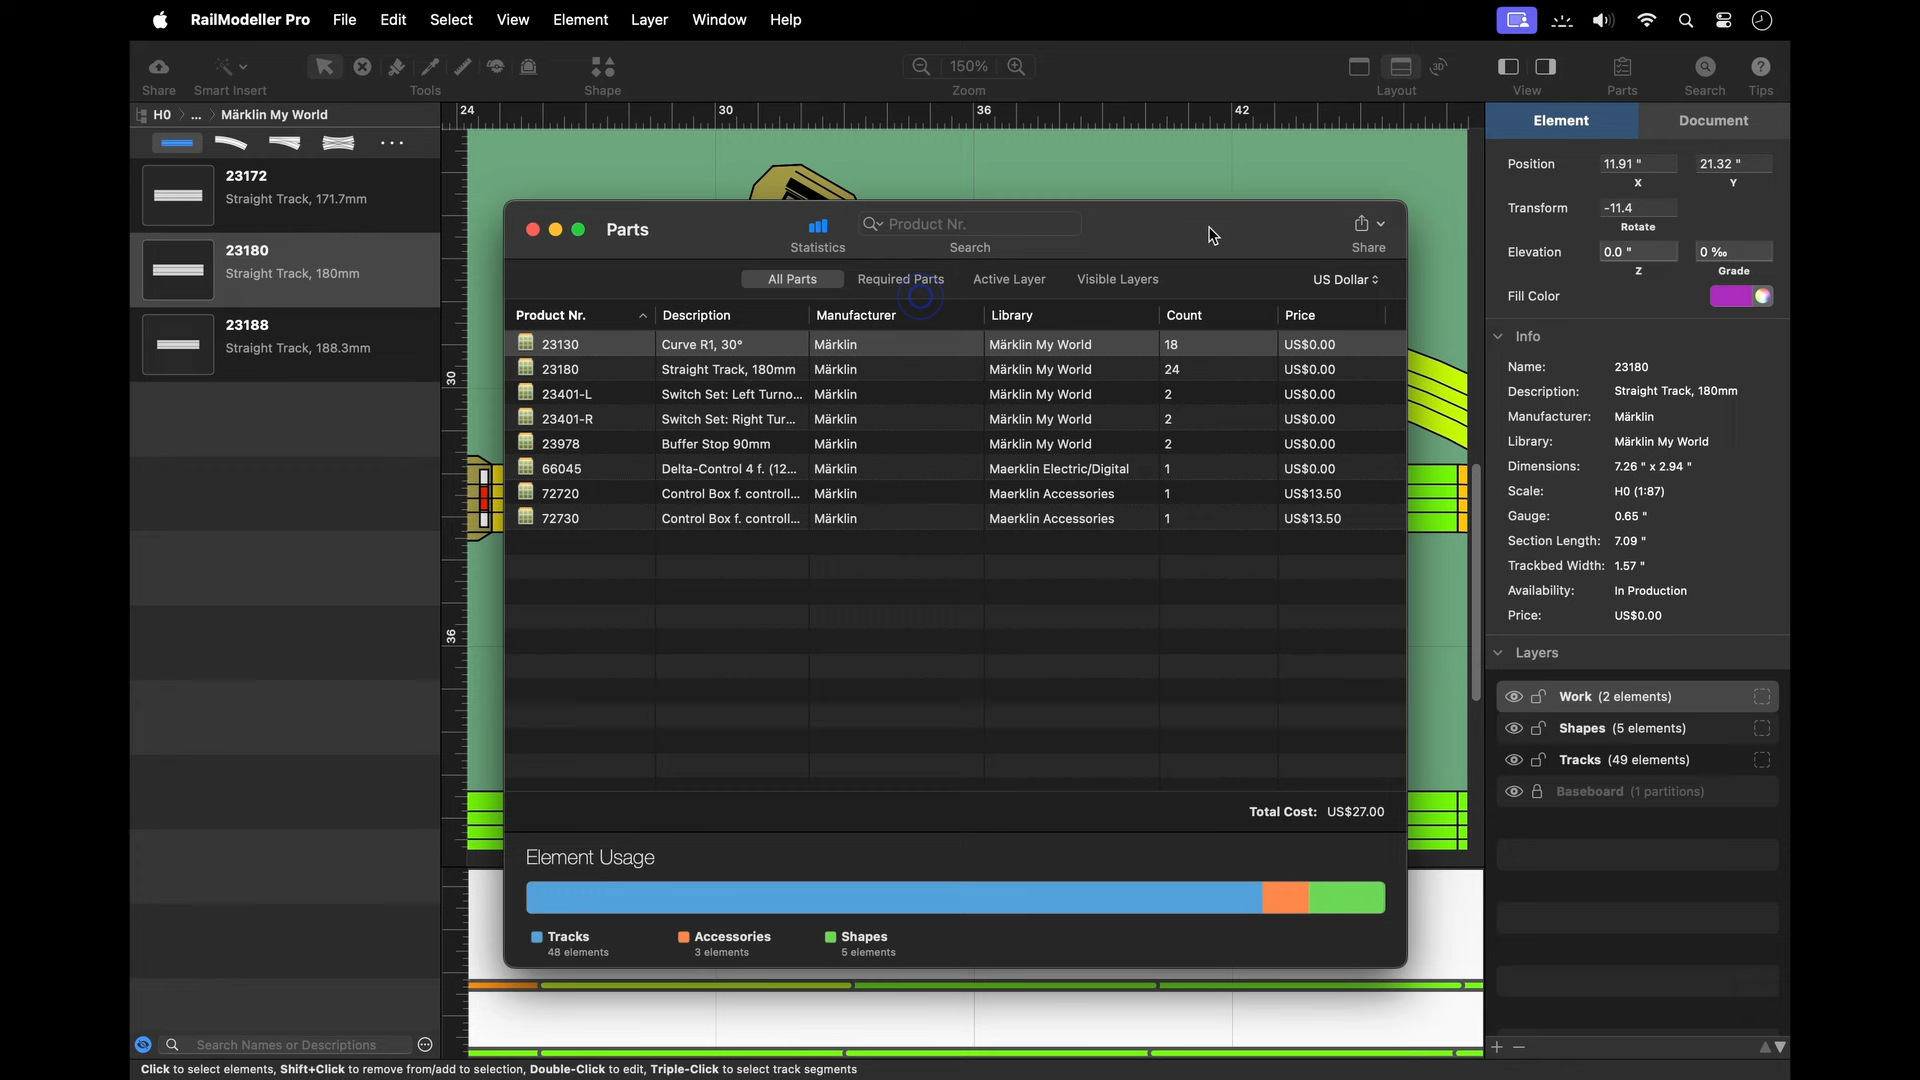 RailModeller Pro File Edit Select View Element Layer Window Help
Share Smart Insert Tools Shape Zoom Layout View Parts Search Tips
150%
3D
H0 ... Märklin My World
23172
Straight Track, 171.7mm
23180
Straight Track, 180mm
23188
Straight Track, 188.3mm
Search Names or Descriptions
24 30 36 42
30
36
Parts
Statistics
Product Nr.
Search
Share
All Parts Required Parts Active Layer Visible Layers US Dollar
Product Nr. Description Manufacturer Library Count Price
23130 Curve R1, 30° Märklin Märklin My World 18 US$0.00
23180 Straight Track, 180mm Märklin Märklin My World 24 US$0.00
23401-L Switch Set: Left Turno... Märklin Märklin My World 2 US$0.00
23401-R Switch Set: Right Tur... Märklin Märklin My World 2 US$0.00
23978 Buffer Stop 90mm Märklin Märklin My World 2 US$0.00
66045 Delta-Control 4 f. (12... Märklin Maerklin Electric/Digital 1 US$0.00
72720 Control Box f. controll... Märklin Maerklin Accessories 1 US$13.50
72730 Control Box f. controll... Märklin Maerklin Accessories 1 US$13.50
Total Cost: US$27.00
Element Usage
Tracks Accessories Shapes
48 elements 3 elements 5 elements
Element Document
Position 11.91 " 21.32 "
X Y
Transform -11.4
Rotate
Elevation 0.0 " 0 ‰
Z Grade
Fill Color
Info
Name: 23180
Description: Straight Track, 180mm
Manufacturer: Märklin
Library: Märklin My World
Dimensions: 7.26 " x 2.94 "
Scale: H0 (1:87)
Gauge: 0.65 "
Section Length: 7.09 "
Trackbed Width: 1.57 "
Availability: In Production
Price: US$0.00
Layers
Work (2 elements)
Shapes (5 elements)
Tracks (49 elements)
Baseboard (1 partitions)
Click to select elements, Shift+Click to remove from/add to selection, Double-Click to edit, Triple-Click to select track segments